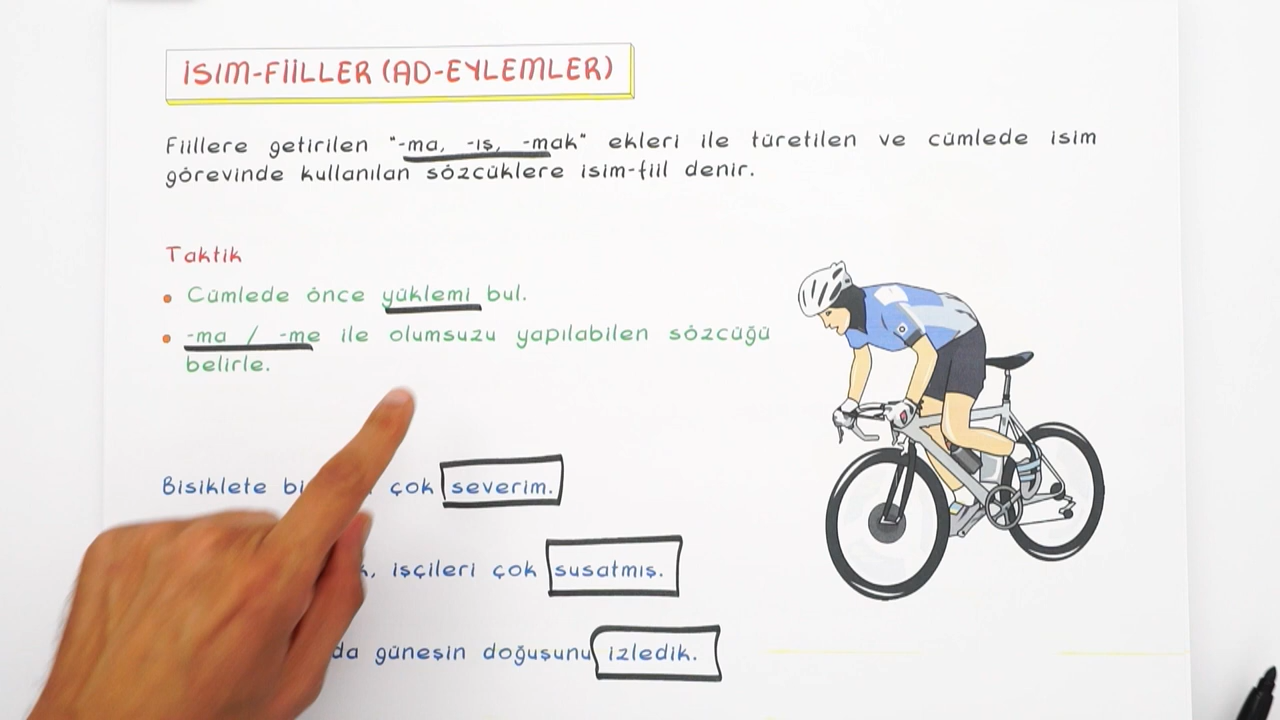 İSİM-FİİLLER (AD-EYLEMLER)
Fiillere getirilen "-ma, -ış, -mak" ekleri ile türetilen ve cümlede isim
görevinde kullanılan sözcüklere isim-fiil denir.
Taktik
• Cümlede önce yüklemi bul.
• -ma / -me ile olumsuzu yapılabilen sözcüğü
belirle.
Bisiklete çok severim.
işçileri çok susatmış.
güneşin doğuşunu izledik.